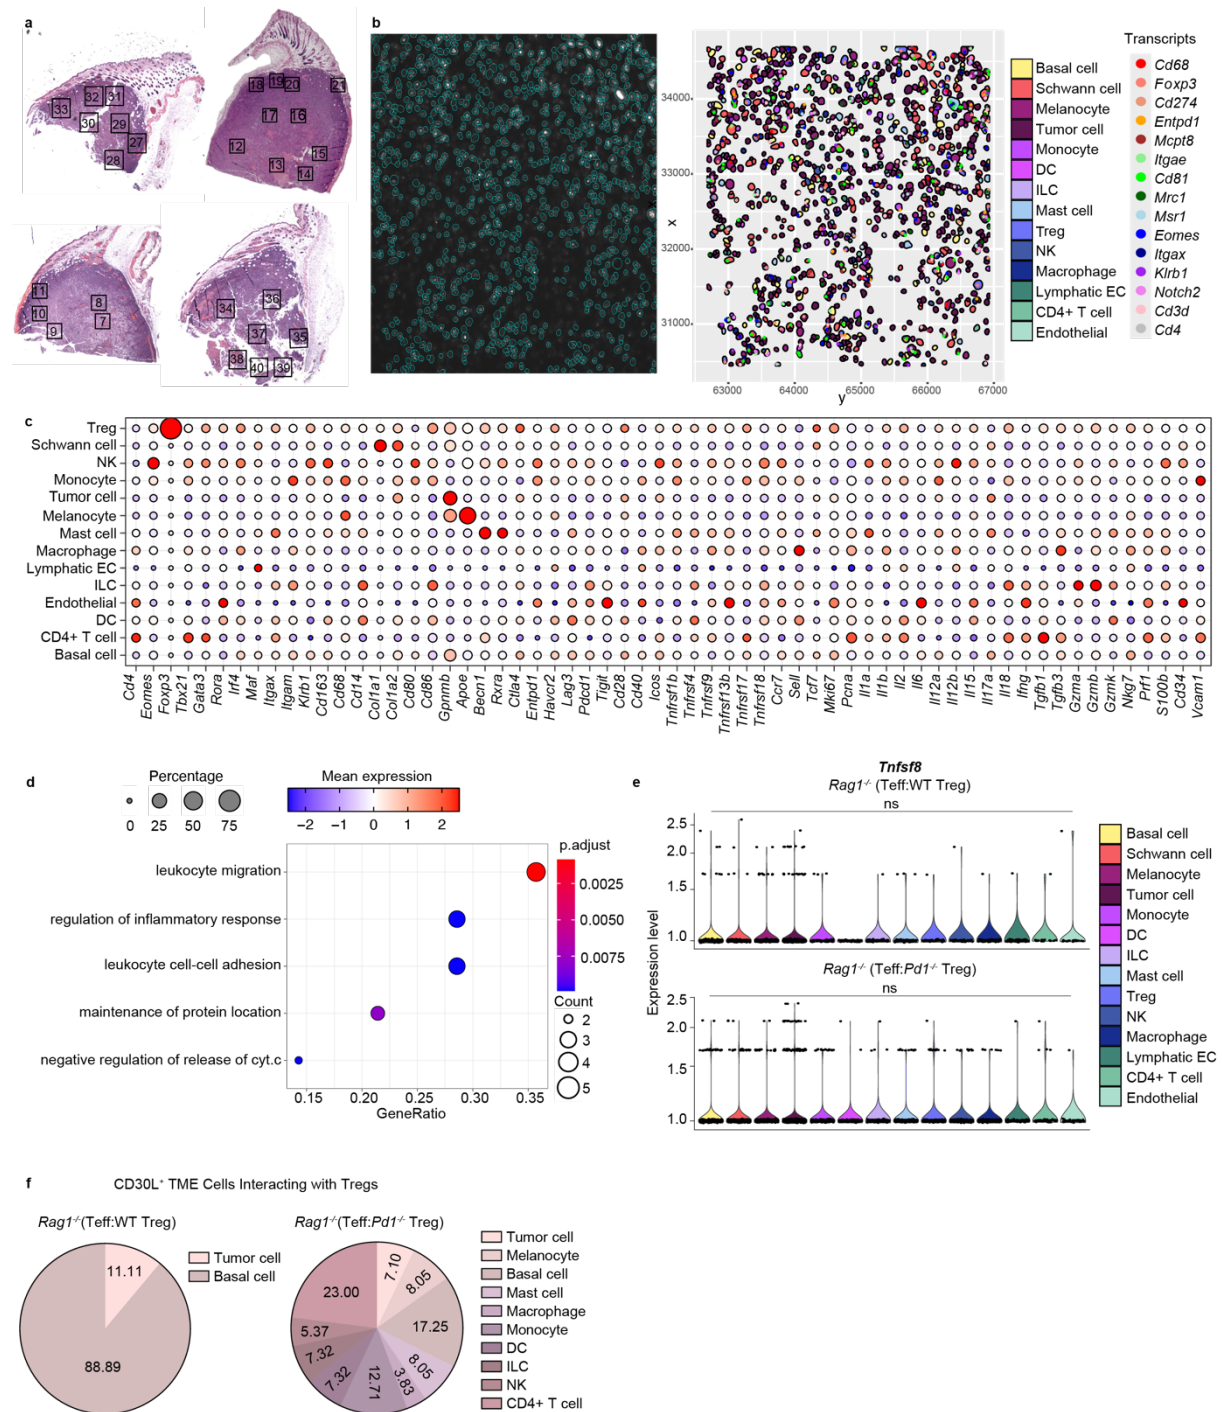 a
33
32
31
30
29
27
28
18
19
20
21
17
16
12
13
15
14
11
10
9
8
7
34
36
37
35
38
40
39
b
x
34000
33000
32000
31000
63000
64000
65000
66000
67000
y
Basal cell
Schwann cell
Melanocyte
Tumor cell
Monocyte
DC
ILC
Mast cell
Treg
NK
Macrophage
Lymphatic EC
CD4+ T cell
Endothelial
Transcripts
Cd68
Foxp3
Cd274
Entpd1
Mcpt8
Itgae
Cd81
Mrc1
Msr1
Eomes
Itgax
Klrb1
Notch2
Cd3d
Cd4
c
Treg
Schwann cell
NK
Monocyte
Tumor cell
Melanocyte
Mast cell
Macrophage
Lymphatic EC
ILC
Endothelial
DC
CD4+ T cell
Basal cell
Cd4
Eomes
Foxp3
Tbx21
Gata3
Rora
Irf4
Maf
Itgax
Itgam
Klrb1
Cd163
Cd68
Cd14
Col1a1
Col1a2
Cd80
Cd86
Gpnmb
Apoe
Becn1
Rxra
Ctla4
Entpd1
Havcr2
Lag3
Pdcd1
Tigit
Cd28
Cd40
Icos
Tnfrsf1b
Tnfrsf4
Tnfrsf9
Tnfrsf13b
Tnfrsf17
Tnfrsf18
Ccr7
Sell
Tcf7
Mki67
Pcna
Il1a
Il1b
Il2
Il6
Il12a
Il12b
Il15
Il17a
Il18
Ifng
Tgfb1
Tgfb3
Gzma
Gzmb
Gzmk
Nkg7
Prf1
S100b
Cd34
Vcam1
d
Percentage
0 25 50 75
Mean expression
−2 −1 0 1 2
leukocyte migration
regulation of inflammatory response
leukocyte cell-cell adhesion
maintenance of protein location
negative regulation of release of cyt.c
0.15 0.20 0.25 0.30 0.35
GeneRatio
p.adjust
0.0025
0.0050
0.0075
Count
2
3
4
5
e
Tnfsf8
Rag1-/- (Teff:WT Treg)
ns
2.5
2.0
1.5
1.0
Expression level
Rag1-/- (Teff:Pd1-/- Treg)
ns
2.5
2.0
1.5
1.0
Basal cell
Schwann cell
Melanocyte
Tumor cell
Monocyte
DC
ILC
Mast cell
Treg
NK
Macrophage
Lymphatic EC
CD4+ T cell
Endothelial
f
CD30L+ TME Cells Interacting with Tregs
Rag1-/-(Teff:WT Treg)
11.11
88.89
Tumor cell
Basal cell
Rag1-/-(Teff:Pd1-/- Treg)
7.10
8.05
17.25
8.05
3.83
12.71
7.32
7.32
5.37
23.00
Tumor cell
Melanocyte
Basal cell
Mast cell
Macrophage
Monocyte
DC
ILC
NK
CD4+ T cell